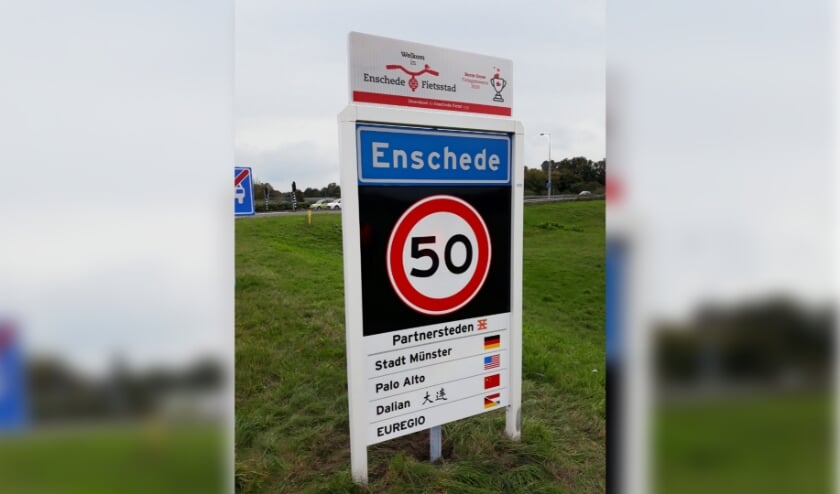 Welkom
in
Enschede Fietsstad
Enschede
50
Partnersteden
Stadt Münster
Palo Alto
Dalian 大连
EUREGIO